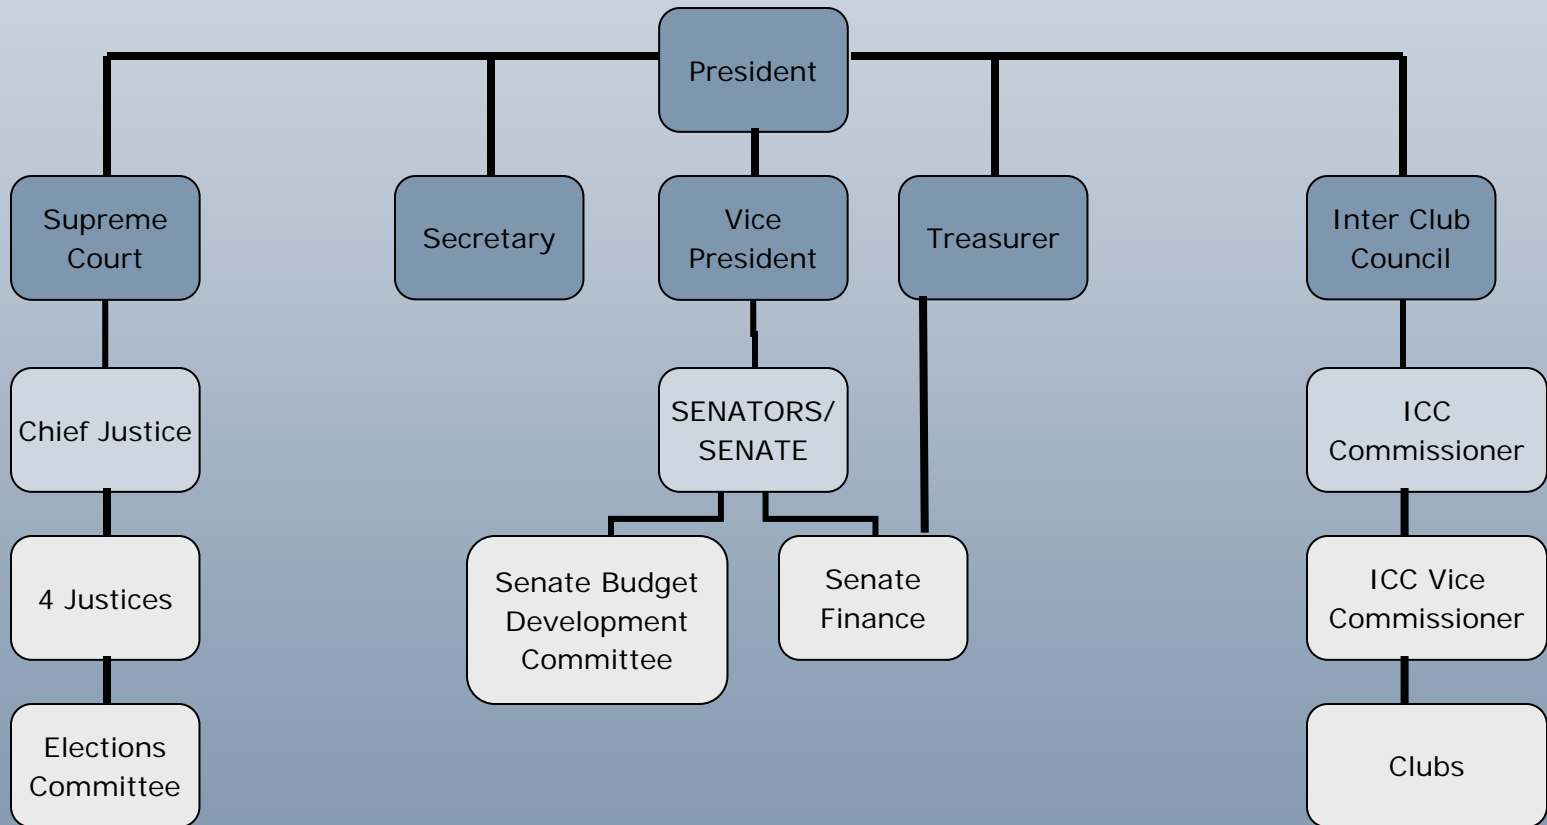 President
Supreme
Court
Secretary
Vice
President
Treasurer
Inter Club
Council
Chief Justice
SENATORS/
SENATE
ICC
Commissioner
4 Justices
Senate Budget
Development
Committee
Senate
Finance
ICC Vice
Commissioner
Elections
Committee
Clubs